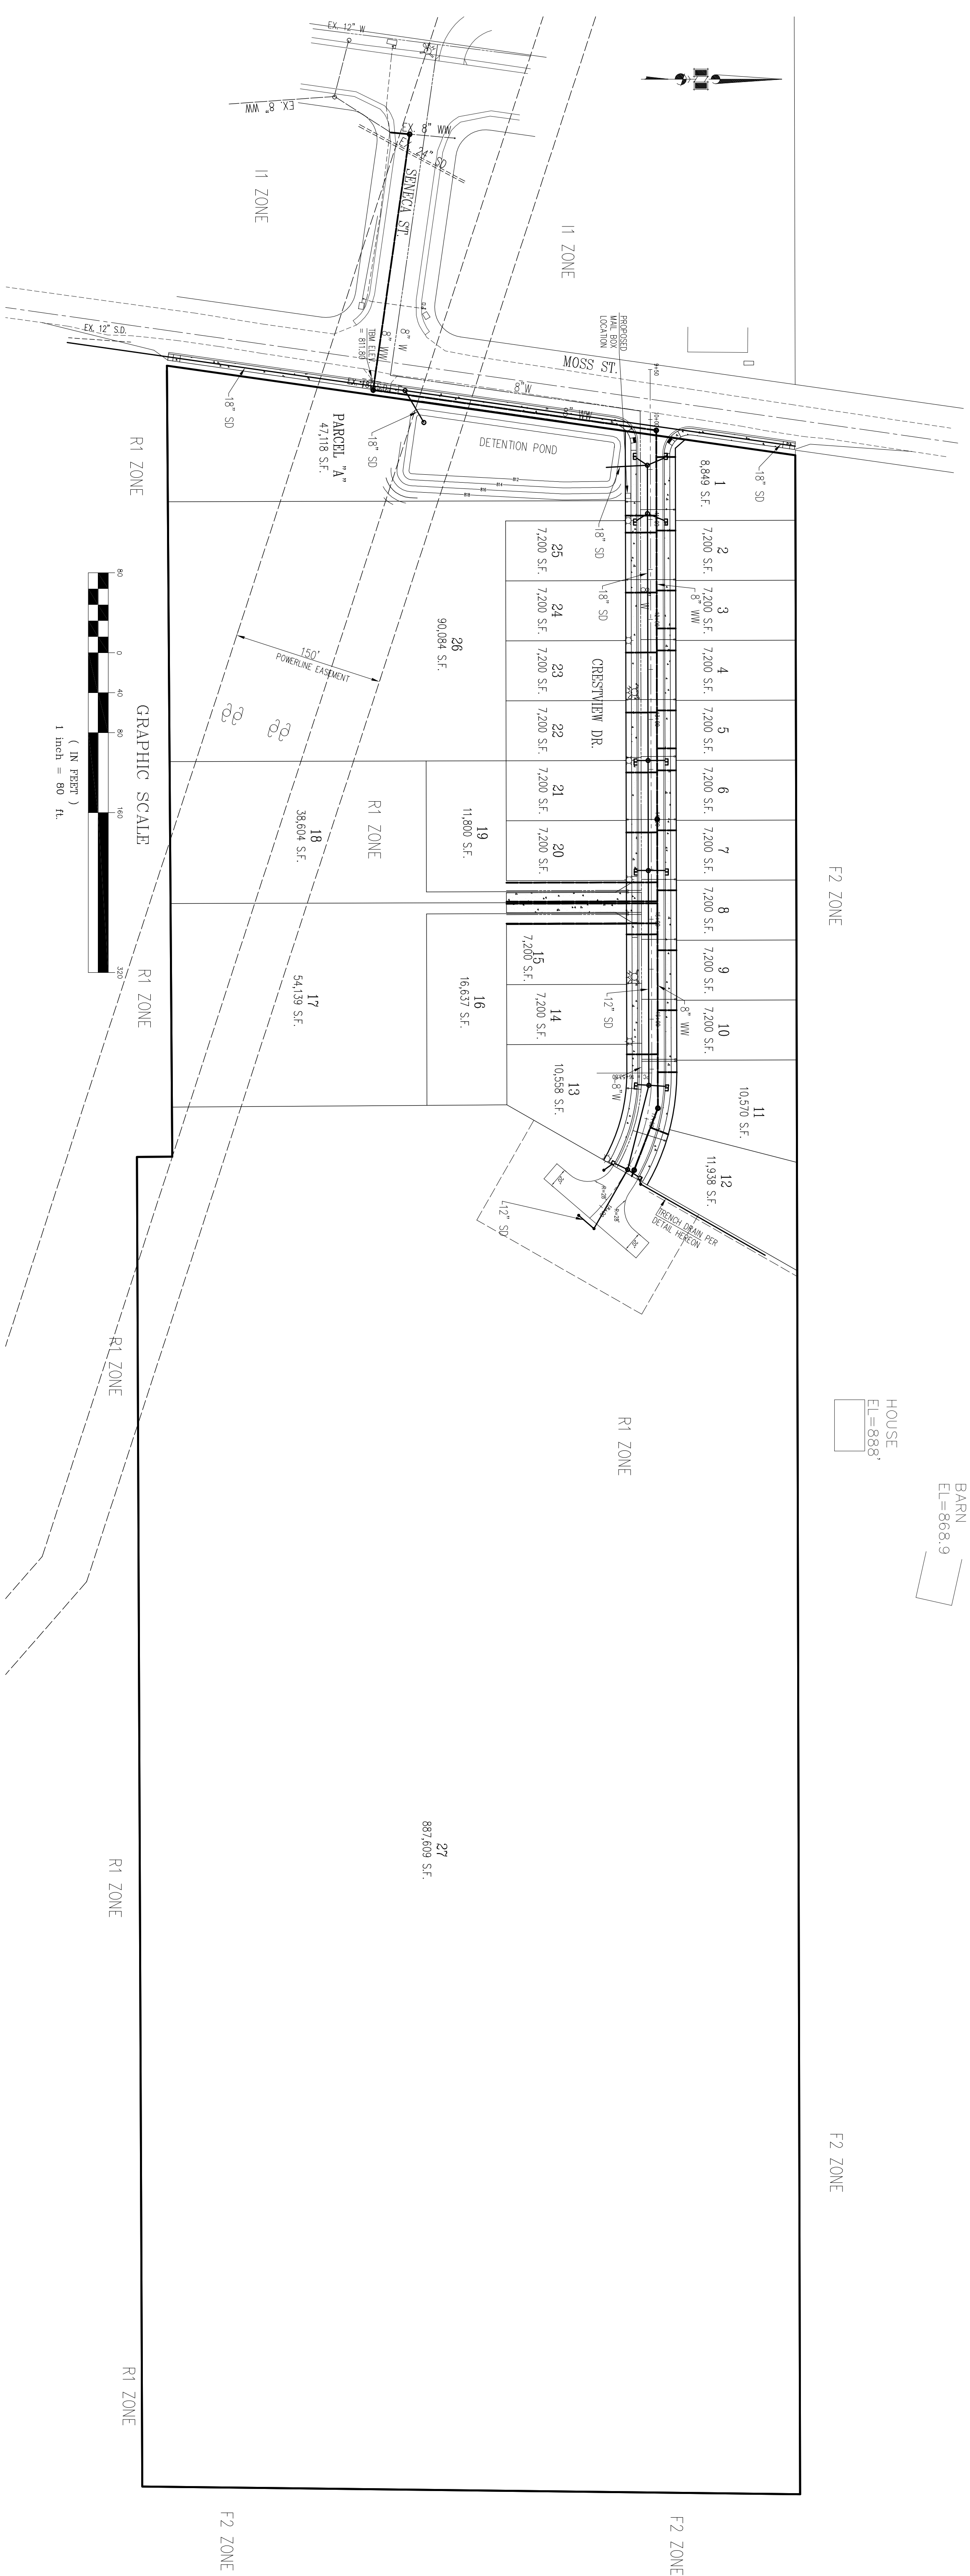 EX. 12" W
EX. 8" WW
EX. 8" WW
EX. 24" SD
SENECA ST.
I1 ZONE
I1 ZONE
EX. 12" S.D.
TBM ELEV.
= 811.80
8" WW
8" W
MOSS ST.
8"W
8" WW
PROPOSED
MAIL BOX
LOCATION
18" SD
18" SD
18" SD
18" SD
DETENTION POND
PARCEL "A"
47,118 S.F.
R1 ZONE
1
8,849 S.F.
2
7,200 S.F.
3
7,200 S.F.
4
7,200 S.F.
5
7,200 S.F.
6
7,200 S.F.
7
7,200 S.F.
8
7,200 S.F.
9
7,200 S.F.
10
7,200 S.F.
11
10,570 S.F.
12
11,938 S.F.
8" WW
18" SD
CRESTVIEW DR.
25
7,200 S.F.
24
7,200 S.F.
23
7,200 S.F.
22
7,200 S.F.
21
7,200 S.F.
20
7,200 S.F.
15
7,200 S.F.
14
7,200 S.F.
13
10,558 S.F.
8" WW
12" SD
8"W
26
90,084 S.F.
150'
POWERLINE EASEMENT
19
11,800 S.F.
R1 ZONE
18
38,604 S.F.
16
16,637 S.F.
17
54,139 S.F.
TRENCH DRAIN PER
DETAIL HEREON
R=28'
R=28'
20'
20'
12" SD
F2 ZONE
GRAPHIC SCALE
80
0
40
80
160
320
( IN FEET )
1 inch = 80 ft.
R1 ZONE
R1 ZONE
R1 ZONE
HOUSE
EL=888'
BARN
EL=868.9
27
887,609 S.F.
R1 ZONE
F2 ZONE
R1 ZONE
F2 ZONE
F2 ZONE